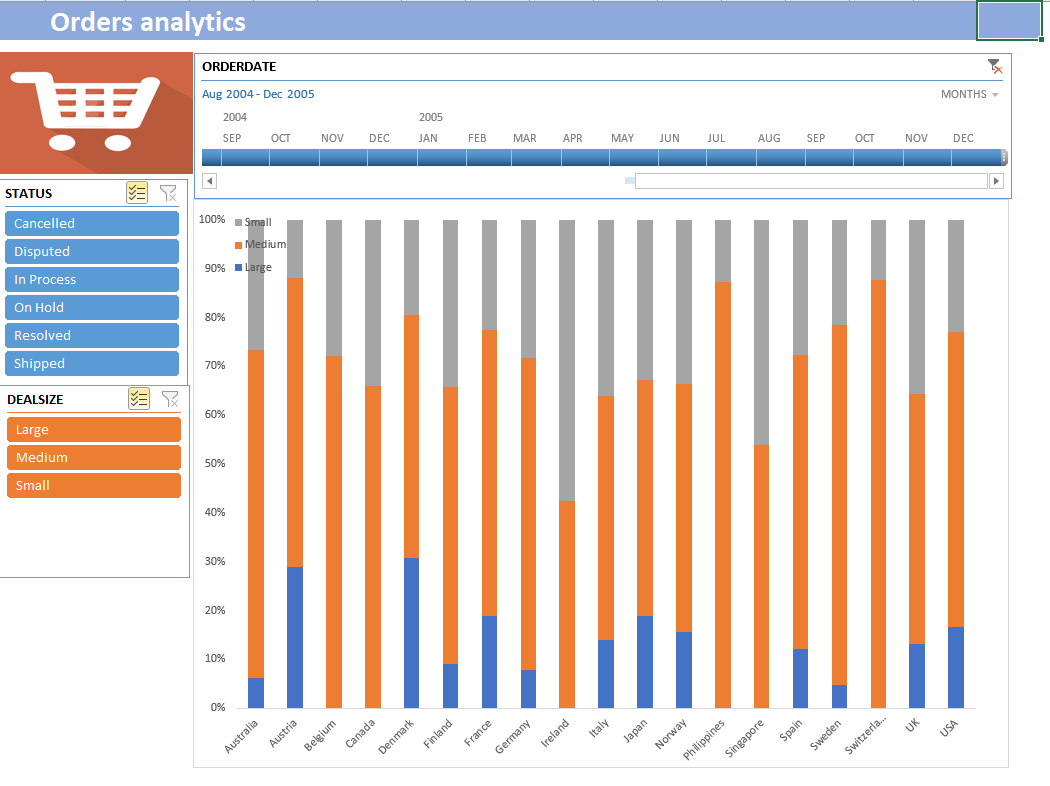 Orders analytics
ORDERDATE
Aug 2004 - Dec 2005
MONTHS
2004 2005
SEP OCT NOV DEC JAN FEB MAR APR MAY JUN JUL AUG SEP OCT NOV DEC
STATUS
Cancelled
Disputed
In Process
On Hold
Resolved
Shipped
DEALSIZE
Large
Medium
Small
100%
90%
80%
70%
60%
50%
40%
30%
20%
10%
0%
Small
Medium
Large
Australia Austria Belgium Canada Denmark Finland France Germany Ireland Italy Japan Norway Philippines Singapore Spain Sweden Switzerla... UK USA